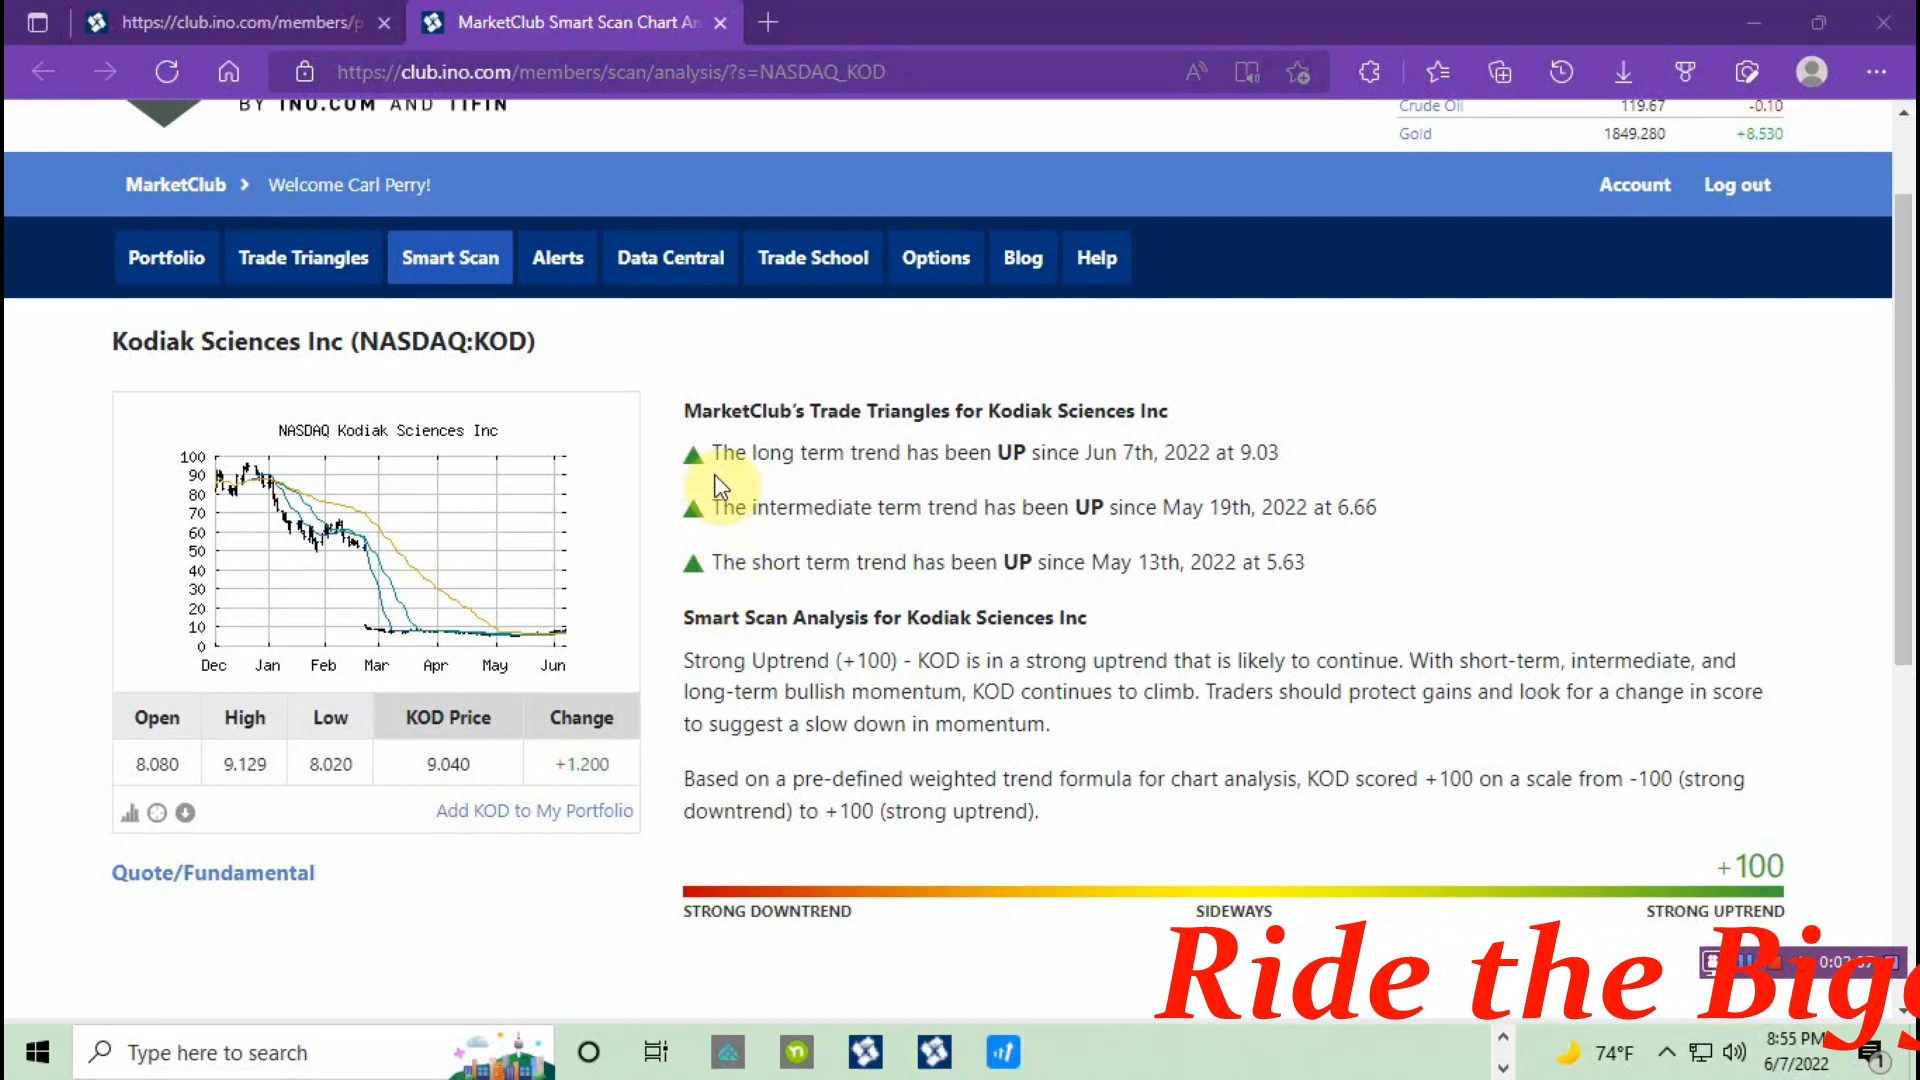 https://club.ino.com/members/p
MarketClub Smart Scan Chart An
https://club.ino.com/members/scan/analysis/?s=NASDAQ_KOD
BY INO.COM AND TIFIN
Crude Oil 119.67 -0.10
Gold 1849.280 +8.530
MarketClub > Welcome Carl Perry!
Account Log out
Portfolio Trade Triangles Smart Scan Alerts Data Central Trade School Options Blog Help
Kodiak Sciences Inc (NASDAQ:KOD)
NASDAQ Kodiak Sciences Inc
100
90
80
70
60
50
40
30
20
10
0
Dec Jan Feb Mar Apr May Jun
Open High Low KOD Price Change
8.080 9.129 8.020 9.040 +1.200
Add KOD to My Portfolio
Quote/Fundamental
MarketClub's Trade Triangles for Kodiak Sciences Inc
The long term trend has been UP since Jun 7th, 2022 at 9.03
The intermediate term trend has been UP since May 19th, 2022 at 6.66
The short term trend has been UP since May 13th, 2022 at 5.63
Smart Scan Analysis for Kodiak Sciences Inc
Strong Uptrend (+100) - KOD is in a strong uptrend that is likely to continue. With short-term, intermediate, and
long-term bullish momentum, KOD continues to climb. Traders should protect gains and look for a change in score
to suggest a slow down in momentum.
Based on a pre-defined weighted trend formula for chart analysis, KOD scored +100 on a scale from -100 (strong
downtrend) to +100 (strong uptrend).
+100
STRONG DOWNTREND SIDEWAYS STRONG UPTREND
Ride the Bigg
Type here to search
74°F
8:55 PM
6/7/2022
1